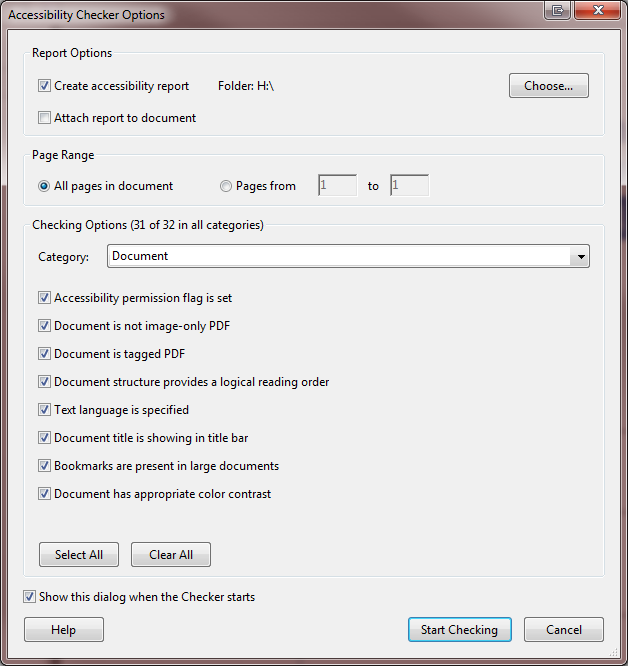 Accessibility Checker Options
Report Options
Create accessibility report Folder: H:\ Choose...
Attach report to document
Page Range
All pages in document Pages from 1 to 1
Checking Options (31 of 32 in all categories)
Category: Document
Accessibility permission flag is set
Document is not image-only PDF
Document is tagged PDF
Document structure provides a logical reading order
Text language is specified
Document title is showing in title bar
Bookmarks are present in large documents
Document has appropriate color contrast
Select All Clear All
Show this dialog when the Checker starts
Help Start Checking Cancel